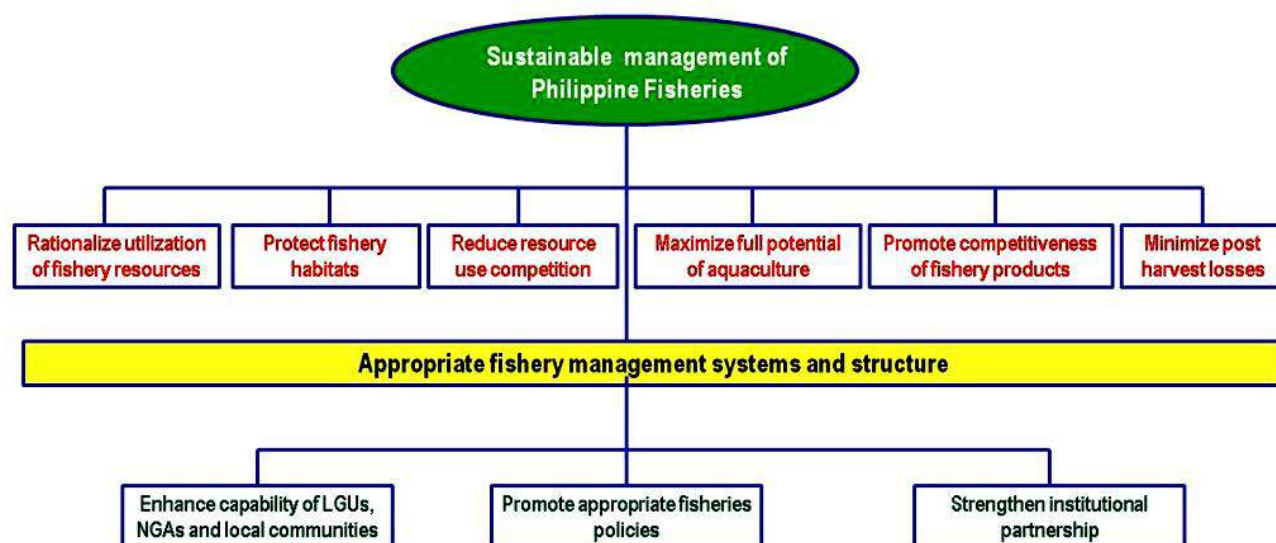 Sustainable management of
Philippine Fisheries
Rationalize utilization
of fishery resources
Protect fishery
habitats
Reduce resource
use competition
Maximize full potential
of aquaculture
Promote competitiveness
of fishery products
Minimize post
harvest losses
Appropriate fishery management systems and structure
Enhance capability of LGUs,
NGAs and local communities
Promote appropriate fisheries
policies
Strengthen institutional
partnership